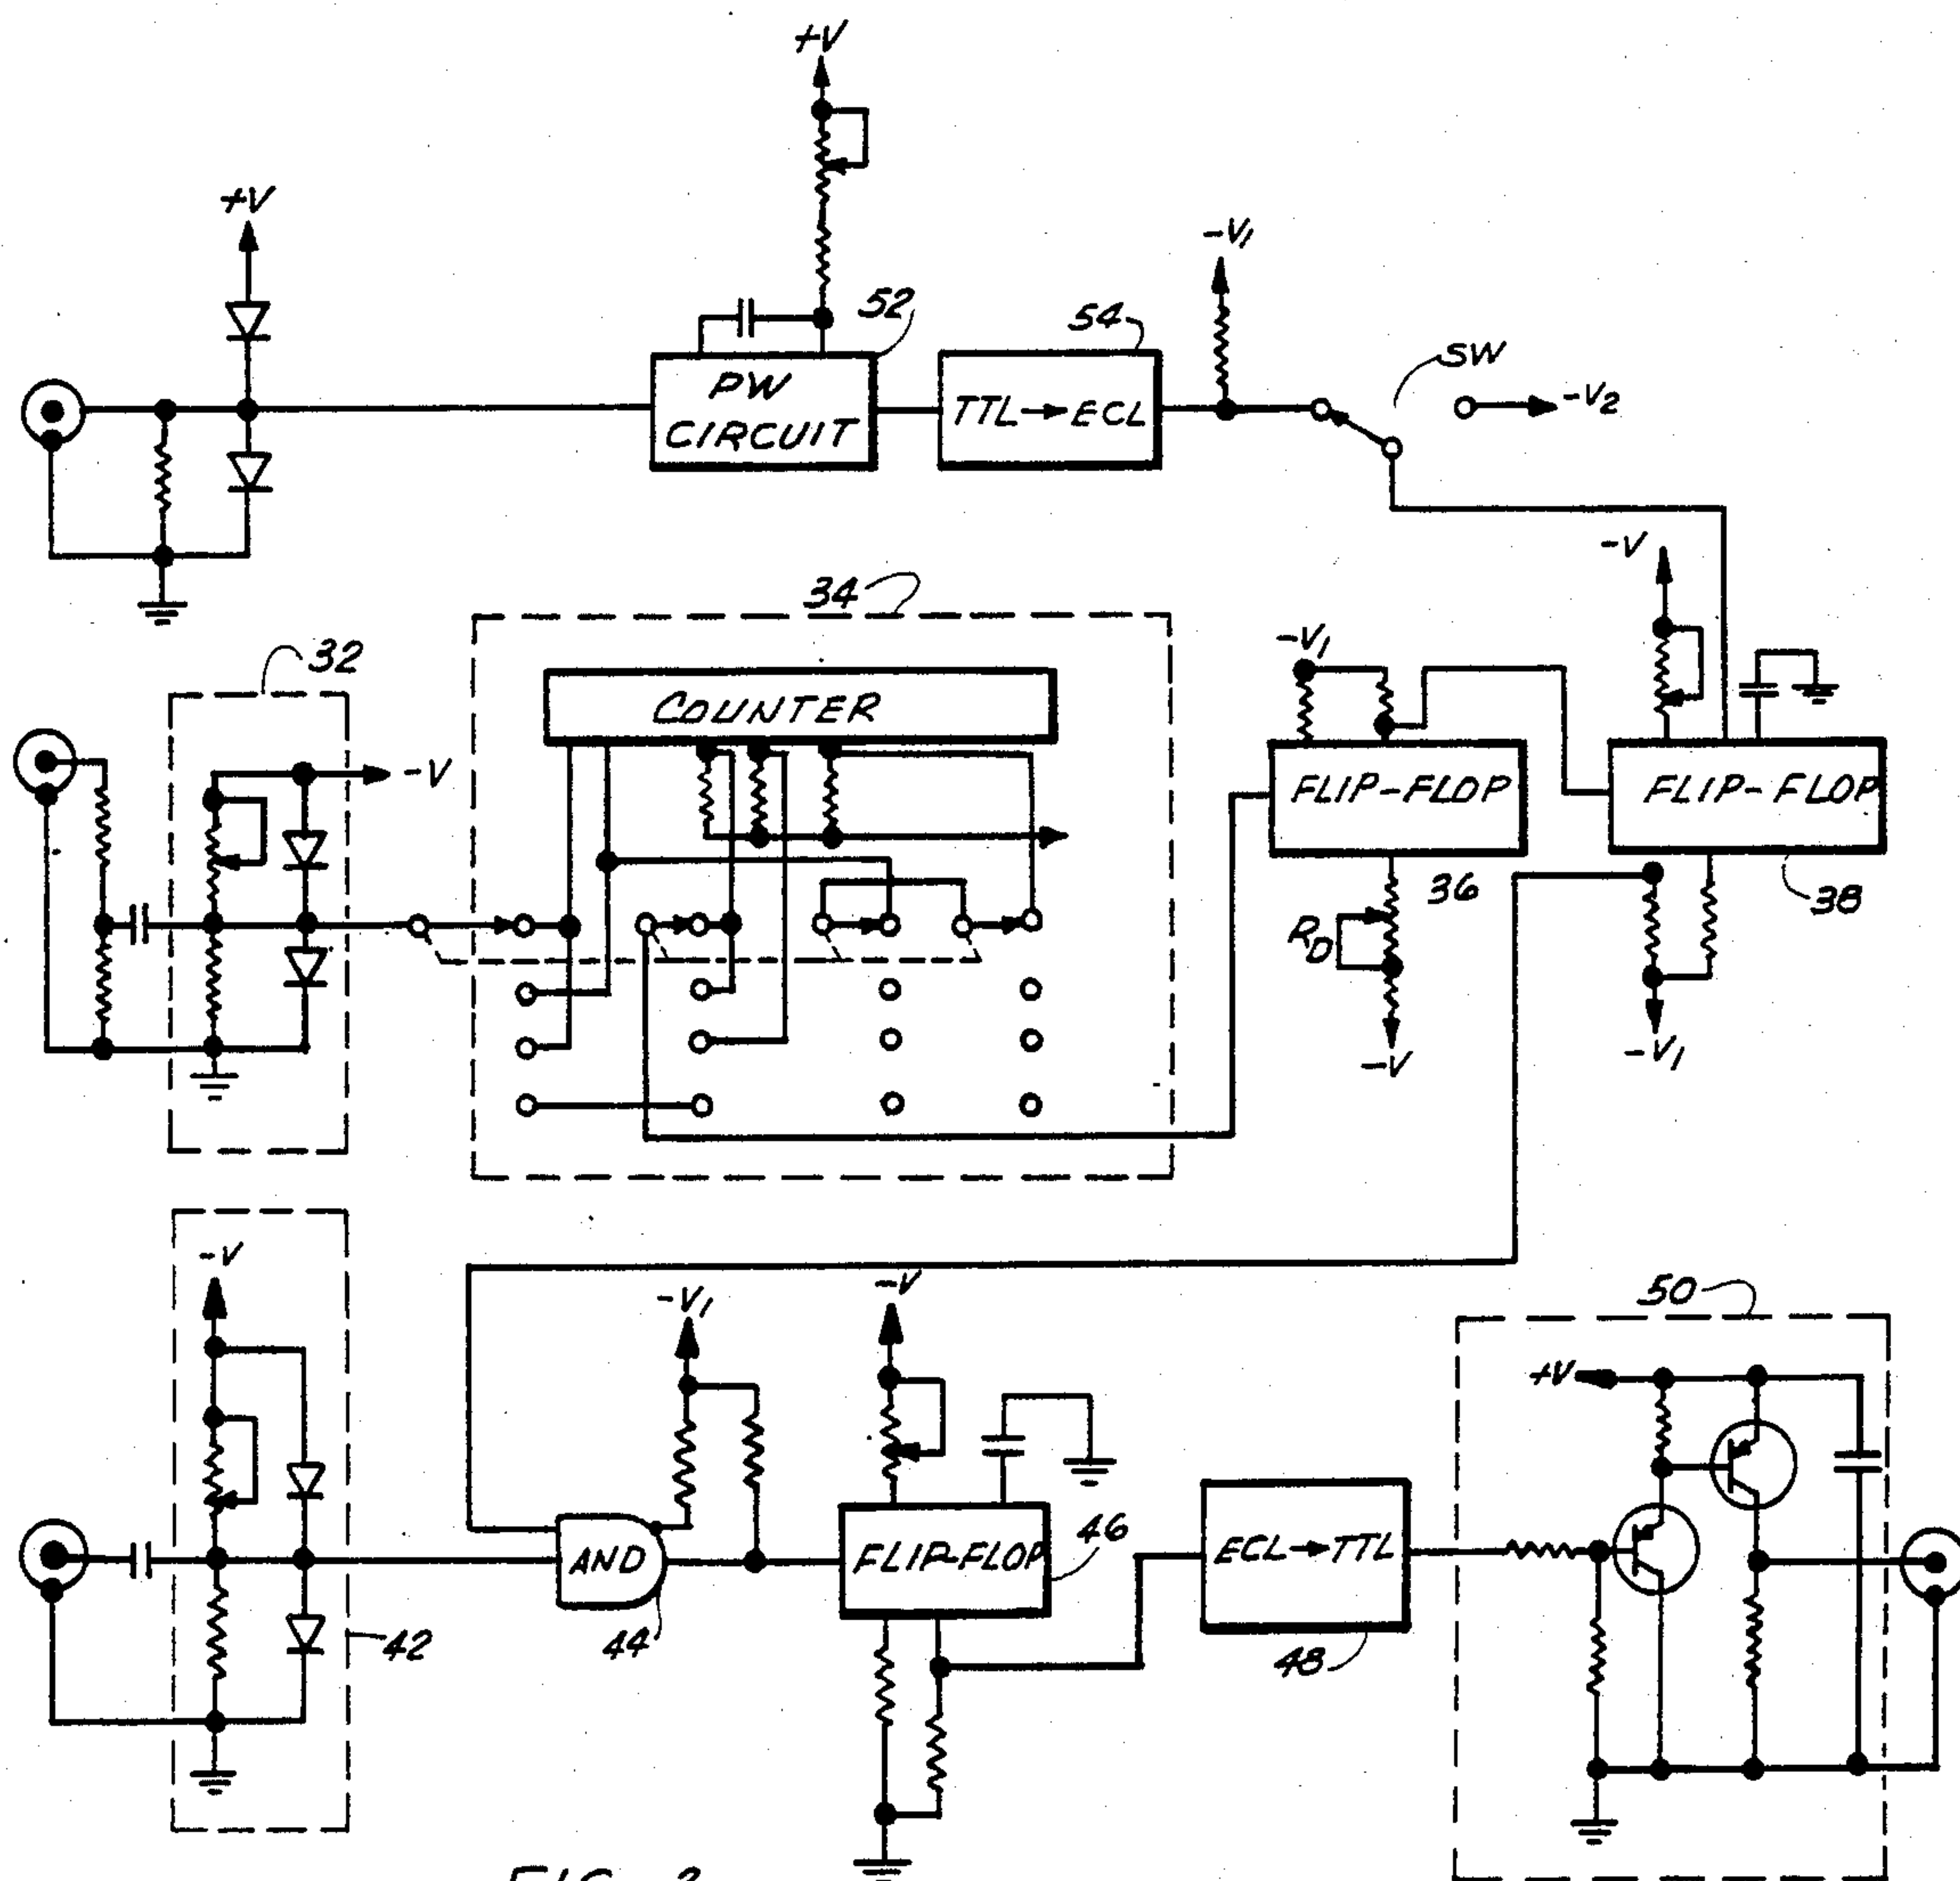 +V
+V
52
-V1
54
SW
PW
CIRCUIT
TTL→ECL
-V2
34
-V
32
-V1
COUNTER
-V
FLIP-FLOP
FLIP-FLOP
36
38
RD
-V
-V1
-V
-V1
-V
50
+V
AND
FLIP-FLOP
46
ECL→TTL
42
44
48